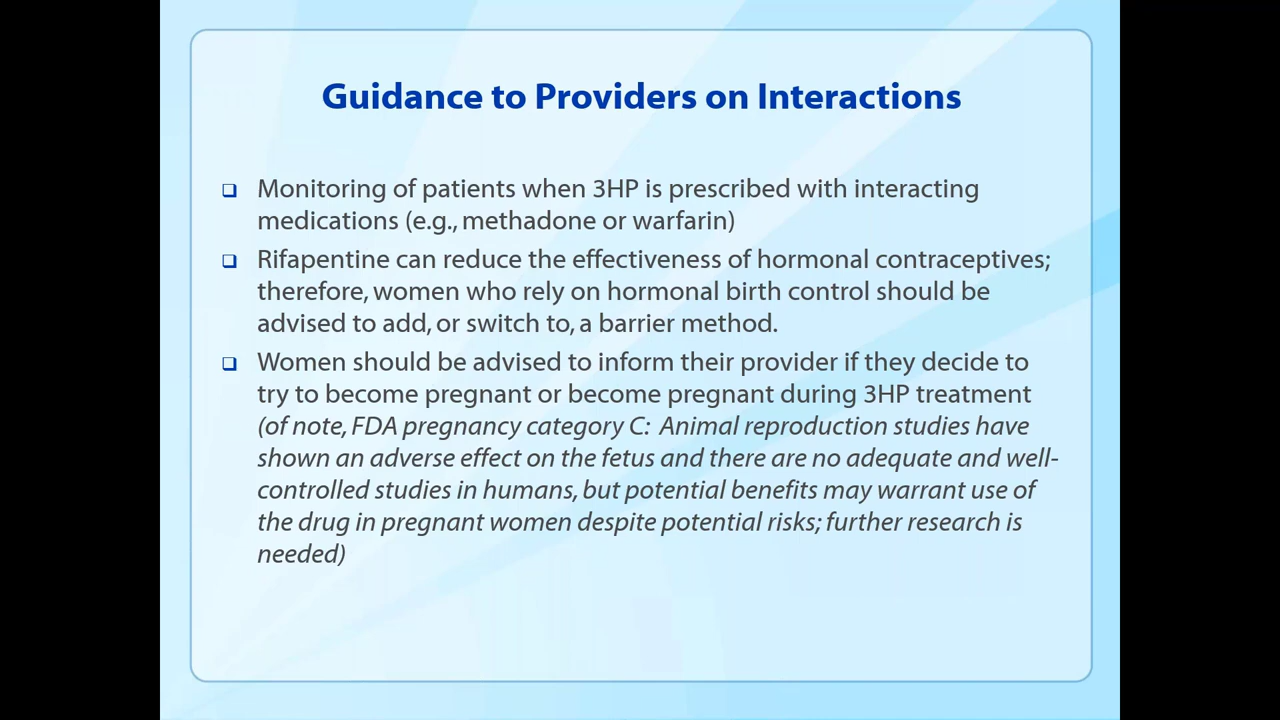 Guidance to Providers on Interactions
❑ Monitoring of patients when 3HP is prescribed with interacting
medications (e.g., methadone or warfarin)
❑ Rifapentine can reduce the effectiveness of hormonal contraceptives;
therefore, women who rely on hormonal birth control should be
advised to add, or switch to, a barrier method.
❑ Women should be advised to inform their provider if they decide to
try to become pregnant or become pregnant during 3HP treatment
(of note, FDA pregnancy category C:  Animal reproduction studies have
shown an adverse effect on the fetus and there are no adequate and well-
controlled studies in humans, but potential benefits may warrant use of
the drug in pregnant women despite potential risks; further research is
needed)